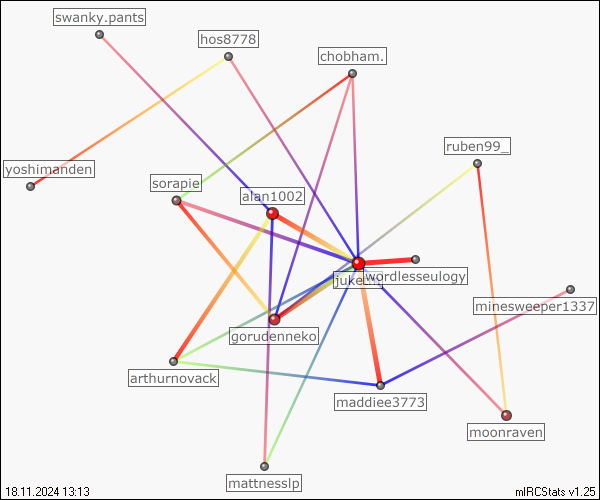 swanky.pants
hos8778
chobham.
ruben99_
yoshimanden
sorapie
alan1002
wordlesseulogy
minesweeper1337
gorudenneko
arthurnovack
maddiee3773
moonraven
mattnesslp
18.11.2024 13:13
mIRCStats v1.25